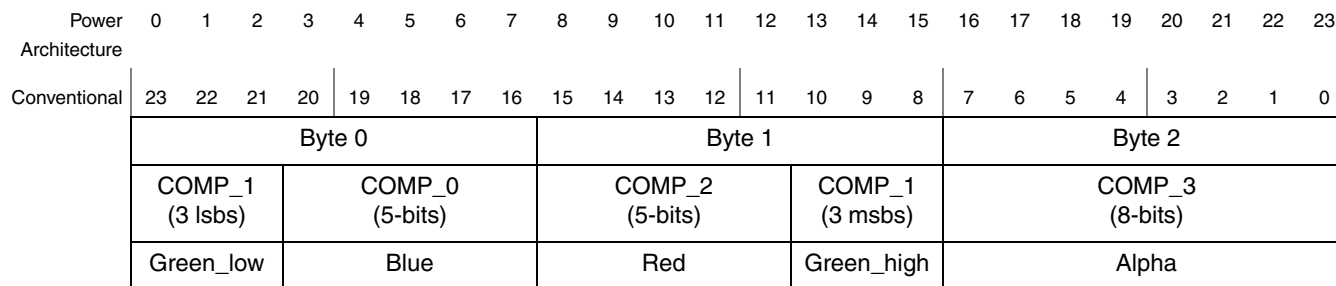 Power Architecture 0 1 2 3 4 5 6 7 8 9 10 11 12 13 14 15 16 17 18 19 20 21 22 23
Conventional 23 22 21 20 19 18 17 16 15 14 13 12 11 10 9 8 7 6 5 4 3 2 1 0
Byte 0 Byte 1 Byte 2
COMP_1 COMP_0 COMP_2 COMP_1 COMP_3
(3 lsbs) (5-bits) (5-bits) (3 msbs) (8-bits)
Green_low Blue Red Green_high Alpha